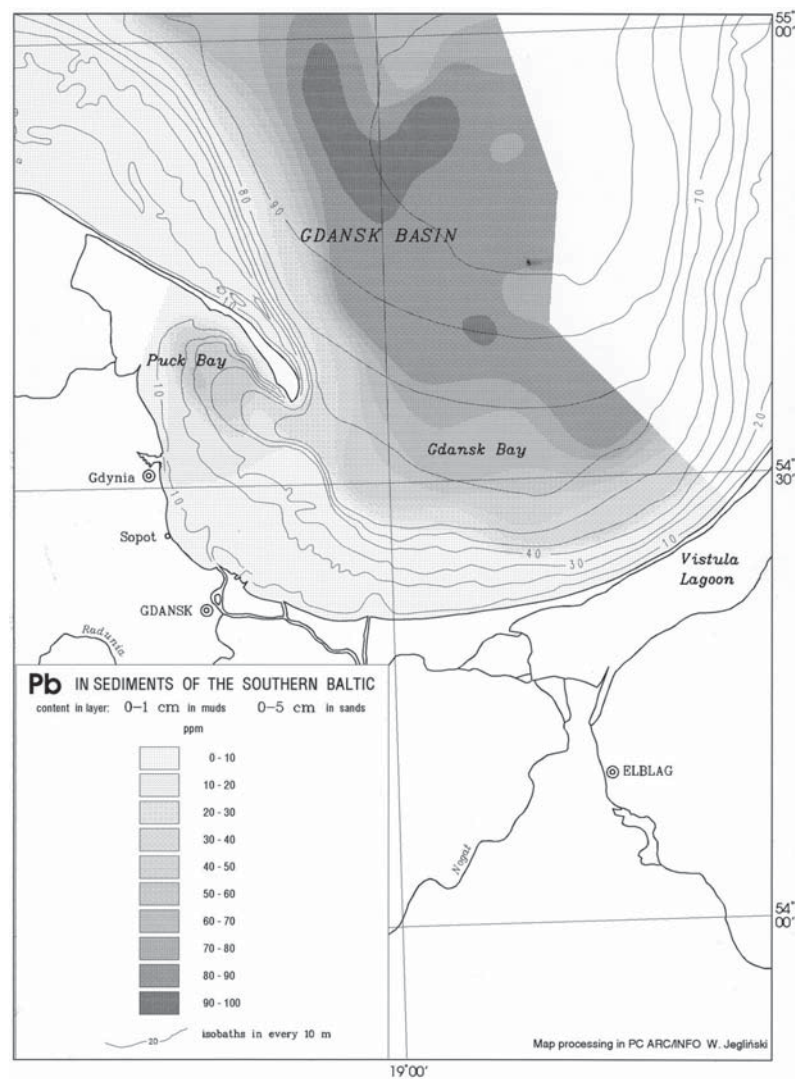 55°
00'
80
90
70
GDANSK BASIN
10
Puck Bay
10
20
Gdansk Bay
54°
30'
Gdynia
10
Sopot
40
30
10
Vistula
Lagoon
GDANSK
Radunia
Pb IN SEDIMENTS OF THE SOUTHERN BALTIC
content in layer: 0-1 cm in muds 0-5 cm in sands
ppm
0 - 10
10 - 20
20 - 30
30 - 40
40 - 50
50 - 60
60 - 70
70 - 80
80 - 90
90 - 100
20 isobaths in every 10 m
ELBLAG
Nogat
54°
00'
Map processing in PC ARC/INFO W. Jegliński
19°00'